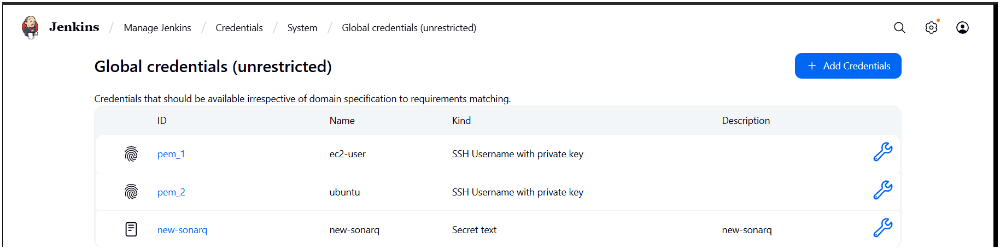 Jenkins / Manage Jenkins / Credentials / System / Global credentials (unrestricted)
Global credentials (unrestricted)
+ Add Credentials
Credentials that should be available irrespective of domain specification to requirements matching.
ID Name Kind Description
pem_1 ec2-user SSH Username with private key
pem_2 ubuntu SSH Username with private key
new-sonarq new-sonarq Secret text new-sonarq